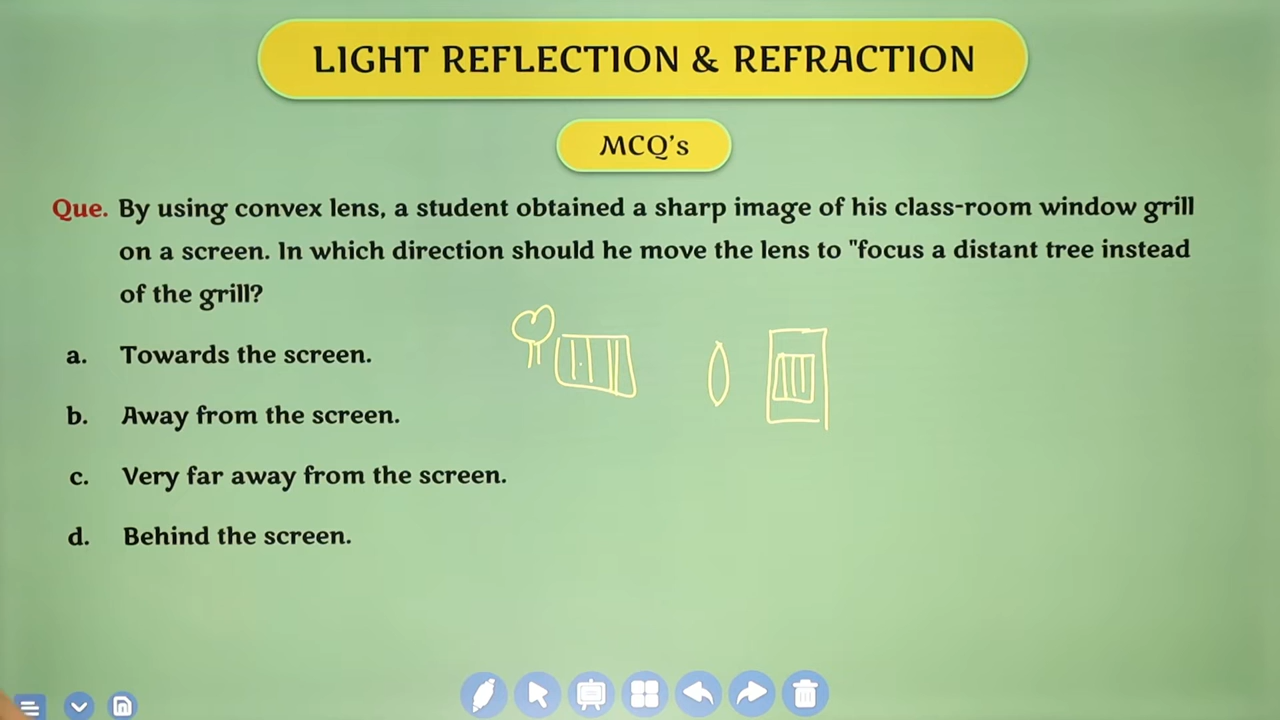 LIGHT REFLECTION & REFRACTION
MCQ's
Que. By using convex lens, a student obtained a sharp image of his class-room window grill
on a screen. In which direction should he move the lens to "focus a distant tree instead
of the grill?
a. Towards the screen.
b. Away from the screen.
c. Very far away from the screen.
d. Behind the screen.